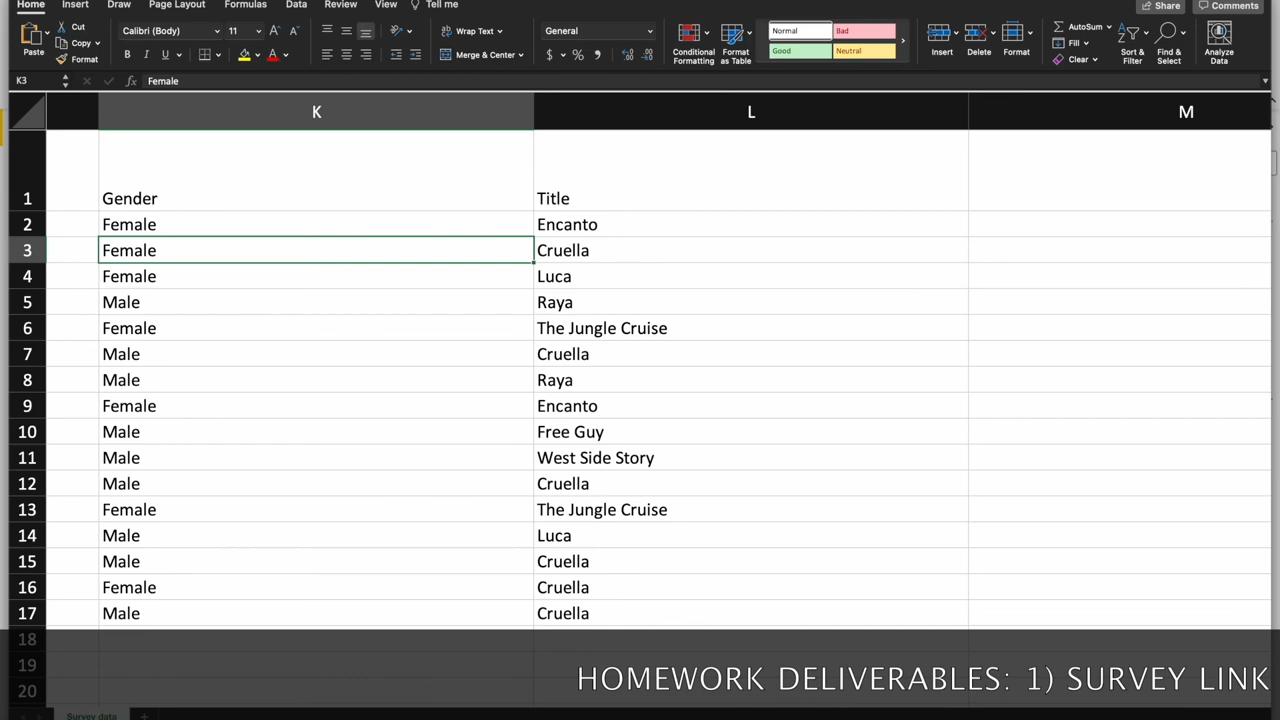 Home Insert Draw Page Layout Formulas Data Review View Tell me Share Comments
Paste Cut Copy Format
Calibri (Body) 11 A^ A˅
B I U A
Wrap Text
Merge & Center
General
$ % ,
Conditional Formatting Format as Table
Normal Bad
Good Neutral
Insert Delete Format
AutoSum
Fill
Clear
Sort & Filter Find & Select Analyze Data
K3 fx Female
K L M
1 Gender Title
2 Female Encanto
3 Female Cruella
4 Female Luca
5 Male Raya
6 Female The Jungle Cruise
7 Male Cruella
8 Male Raya
9 Female Encanto
10 Male Free Guy
11 Male West Side Story
12 Male Cruella
13 Female The Jungle Cruise
14 Male Luca
15 Male Cruella
16 Female Cruella
17 Male Cruella
18
19
20
HOMEWORK DELIVERABLES: 1) SURVEY LINK
Survey data